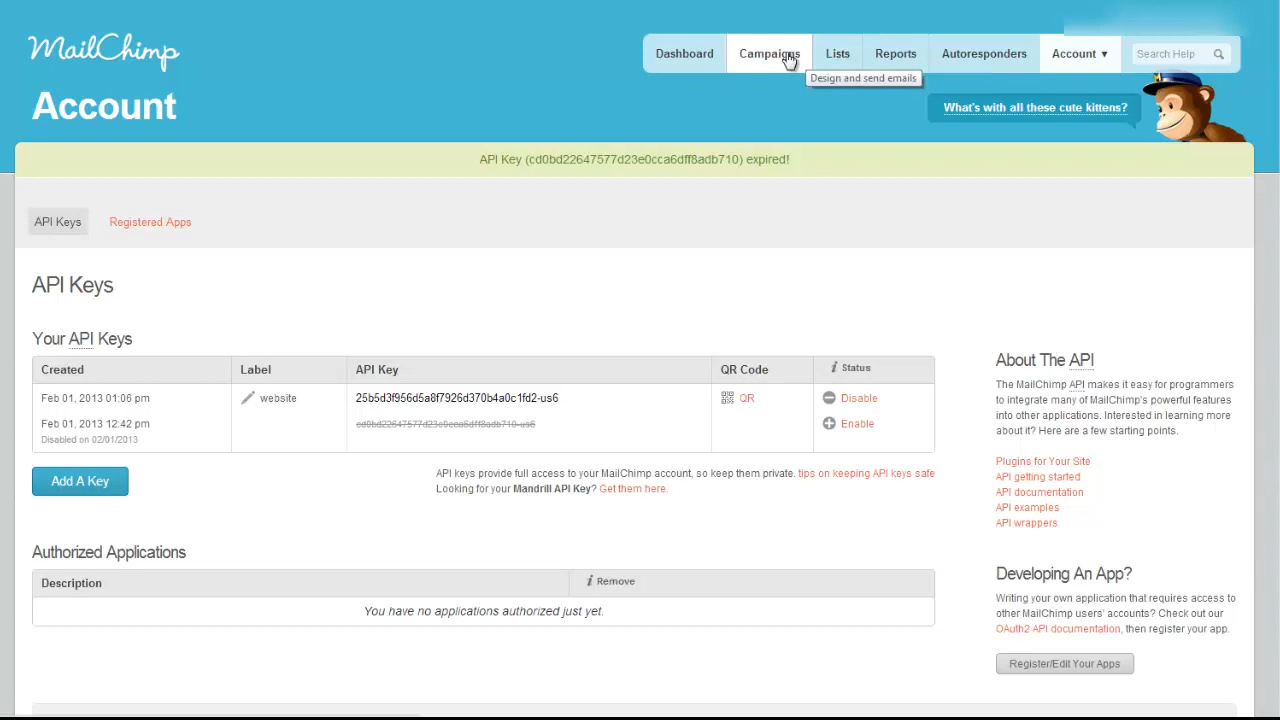 MailChimp
Dashboard
Campaigns
Lists
Reports
Autoresponders
Account ▼
Search Help
Design and send emails
Account
What's with all these cute kittens?
API Key (cd0bd22647577d23e0cca6dff8adb710) expired!
API Keys
Registered Apps
API Keys
Your API Keys
Created
Label
API Key
QR Code
i Status
Feb 01, 2013 01:06 pm
website
25b5d3f956d5a8f7926d370b4a0c1fd2-us6
QR
Disable
Feb 01, 2013 12:42 pm
cd0bd22647577d23e0cca6dff8adb710-us6
Enable
Disabled on 02/01/2013
Add A Key
API keys provide full access to your MailChimp account, so keep them private. tips on keeping API keys safe
Looking for your Mandrill API Key? Get them here.
Authorized Applications
Description
i Remove
You have no applications authorized just yet.
About The API
The MailChimp API makes it easy for programmers
to integrate many of MailChimp's powerful features
into other applications. Interested in learning more
about it? Here are a few starting points.
Plugins for Your Site
API getting started
API documentation
API examples
API wrappers
Developing An App?
Writing your own application that requires access to
other MailChimp users' accounts? Check out our
OAuth2 API documentation, then register your app.
Register/Edit Your Apps